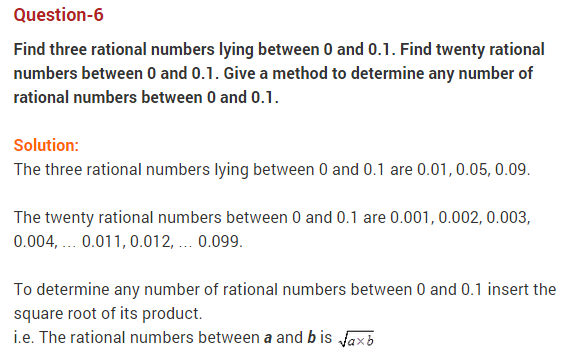 Question-6
Find three rational numbers lying between 0 and 0.1. Find twenty rational
numbers between 0 and 0.1. Give a method to determine any number of
rational numbers between 0 and 0.1.
Solution:
The three rational numbers lying between 0 and 0.1 are 0.01, 0.05, 0.09.
The twenty rational numbers between 0 and 0.1 are 0.001, 0.002, 0.003,
0.004, ... 0.011, 0.012, ... 0.099.
To determine any number of rational numbers between 0 and 0.1 insert the
square root of its product.
i.e. The rational numbers between a and b is √a×b